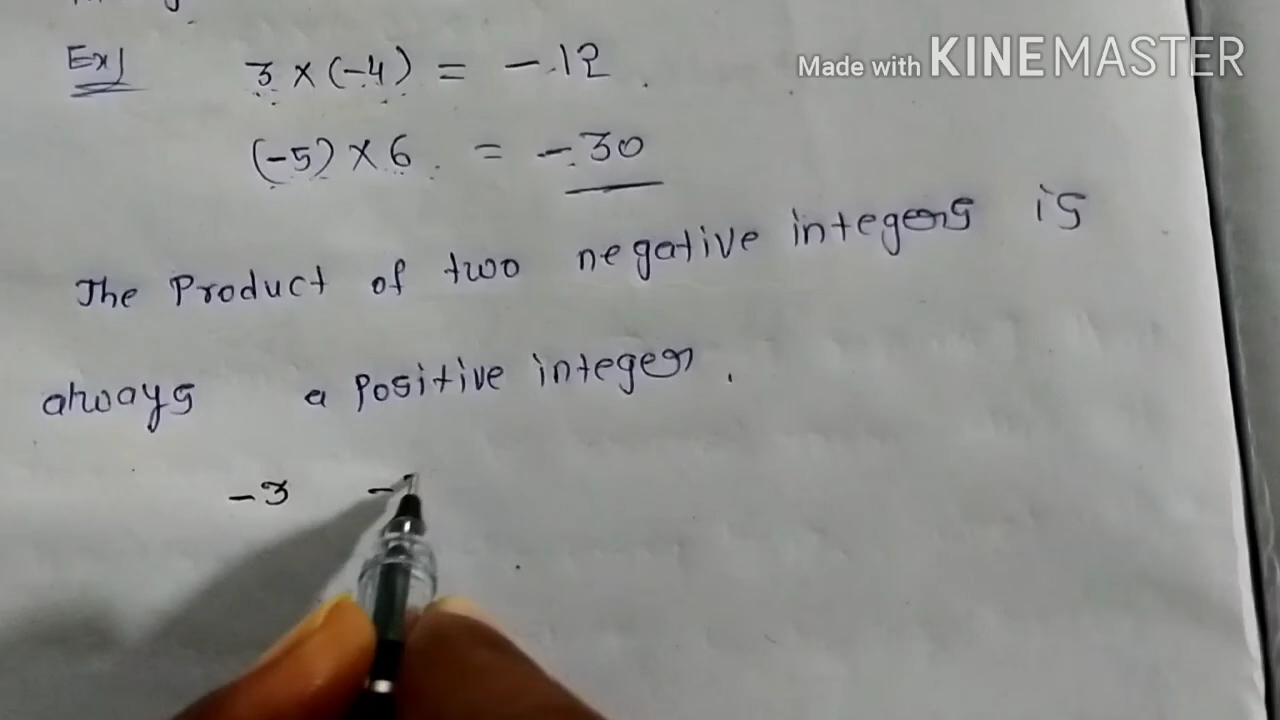 Ex]
3 × (-4) = -12
Made with KINEMASTER
(-5) × 6 = -30
The Product of two negative integers is
always a Positive integer.
-3 -